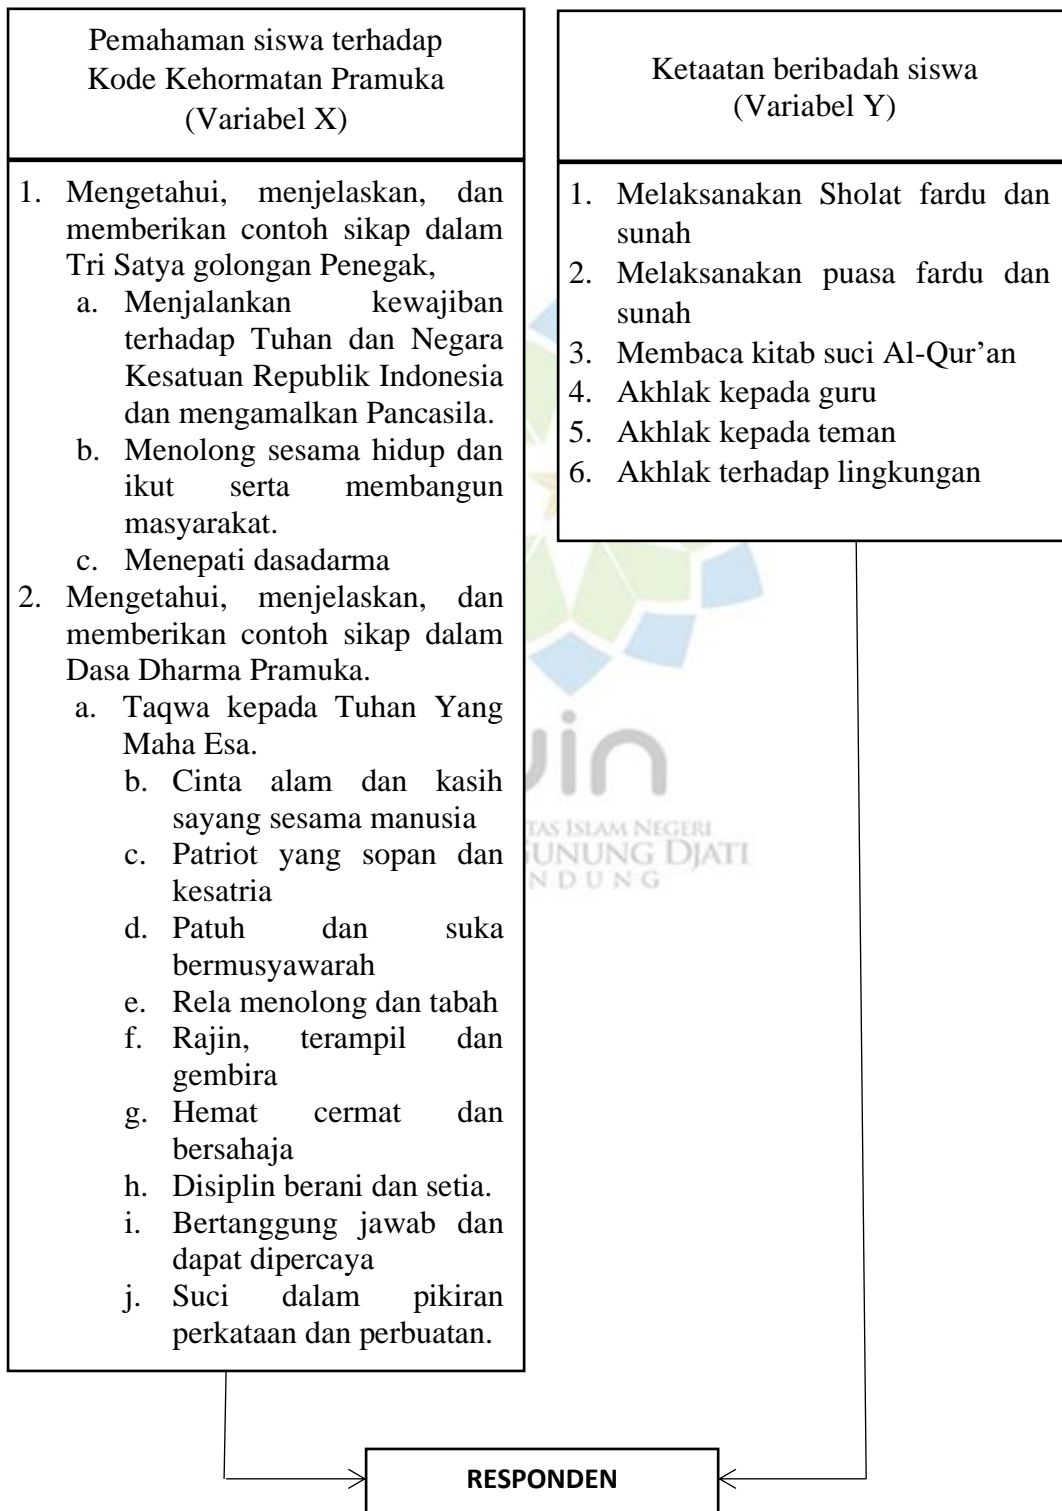 Pemahaman siswa terhadap
Kode Kehormatan Pramuka
(Variabel X)
1. Mengetahui, menjelaskan, dan
memberikan contoh sikap dalam
Tri Satya golongan Penegak,
a. Menjalankan kewajiban
terhadap Tuhan dan Negara
Kesatuan Republik Indonesia
dan mengamalkan Pancasila.
b. Menolong sesama hidup dan
ikut serta membangun
masyarakat.
c. Menepati dasadarma
2. Mengetahui, menjelaskan, dan
memberikan contoh sikap dalam
Dasa Dharma Pramuka.
a. Taqwa kepada Tuhan Yang
Maha Esa.
b. Cinta alam dan kasih
sayang sesama manusia
c. Patriot yang sopan dan
kesatria
d. Patuh dan suka
bermusyawarah
e. Rela menolong dan tabah
f. Rajin, terampil dan
gembira
g. Hemat cermat dan
bersahaja
h. Disiplin berani dan setia.
i. Bertanggung jawab dan
dapat dipercaya
j. Suci dalam pikiran
perkataan dan perbuatan.
Ketaatan beribadah siswa
(Variabel Y)
1. Melaksanakan Sholat fardu dan
sunah
2. Melaksanakan puasa fardu dan
sunah
3. Membaca kitab suci Al-Qur’an
4. Akhlak kepada guru
5. Akhlak kepada teman
6. Akhlak terhadap lingkungan
uin
TAS ISLAM NEGERI
GUNUNG DJATI
NDUNG
RESPONDEN